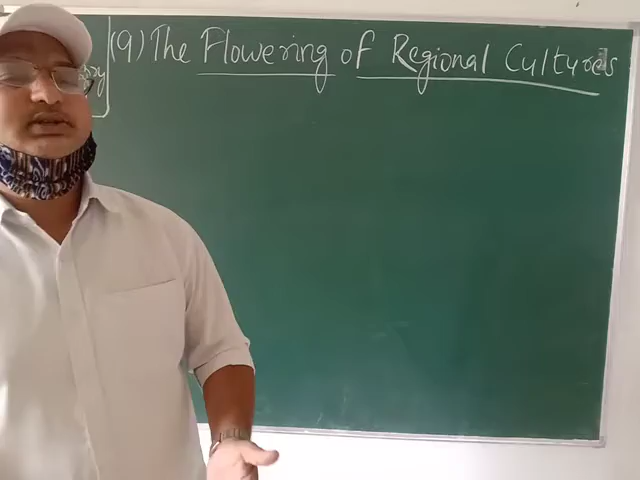 (9) The Flowering of Regional Cultures